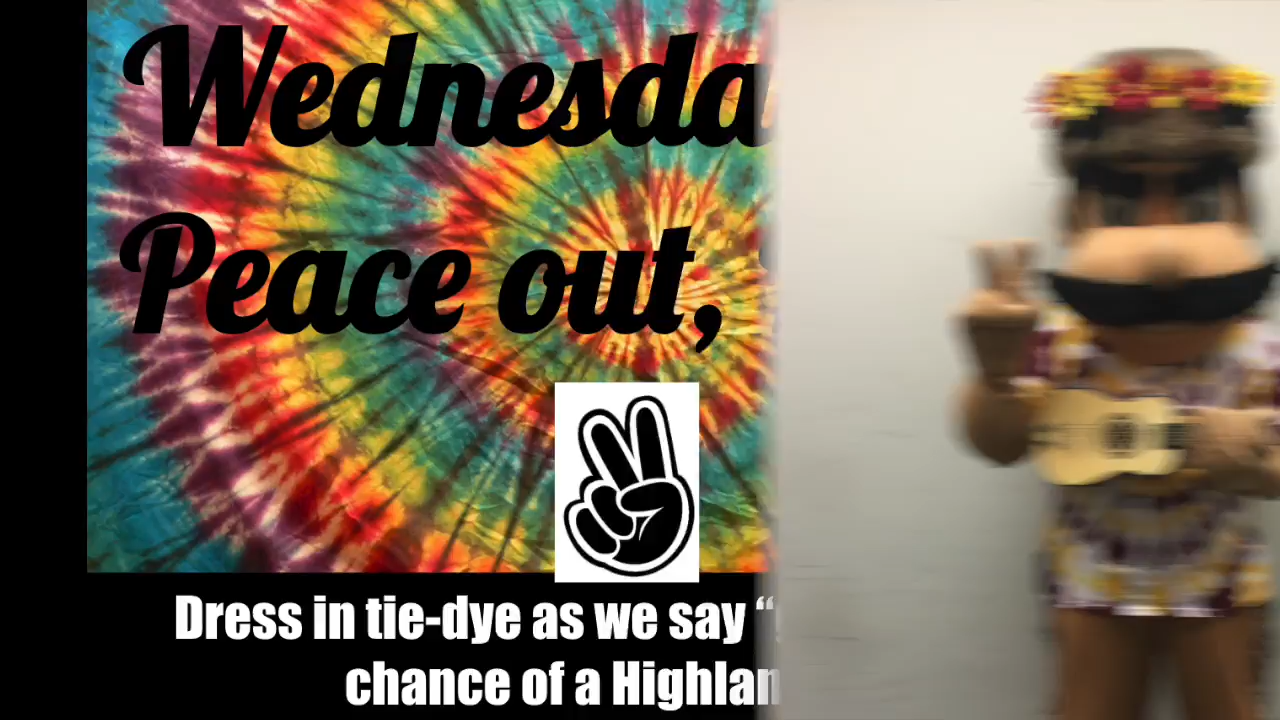 Wednesda
Peace out,
Dress in tie-dye as we say “
chance of a Highlan